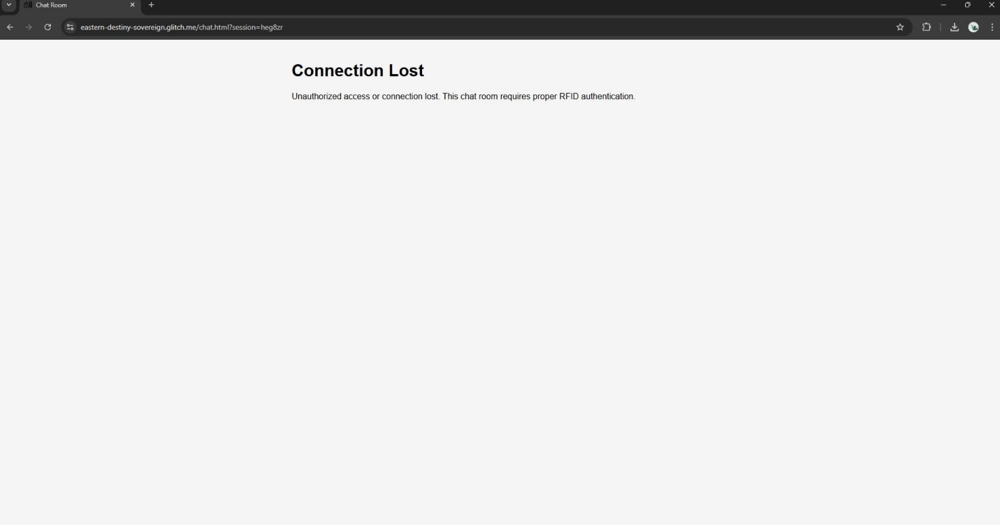 Chat Room
eastern-destiny-sovereign.glitch.me/chat.html?session=heg8zr
Connection Lost
Unauthorized access or connection lost. This chat room requires proper RFID authentication.